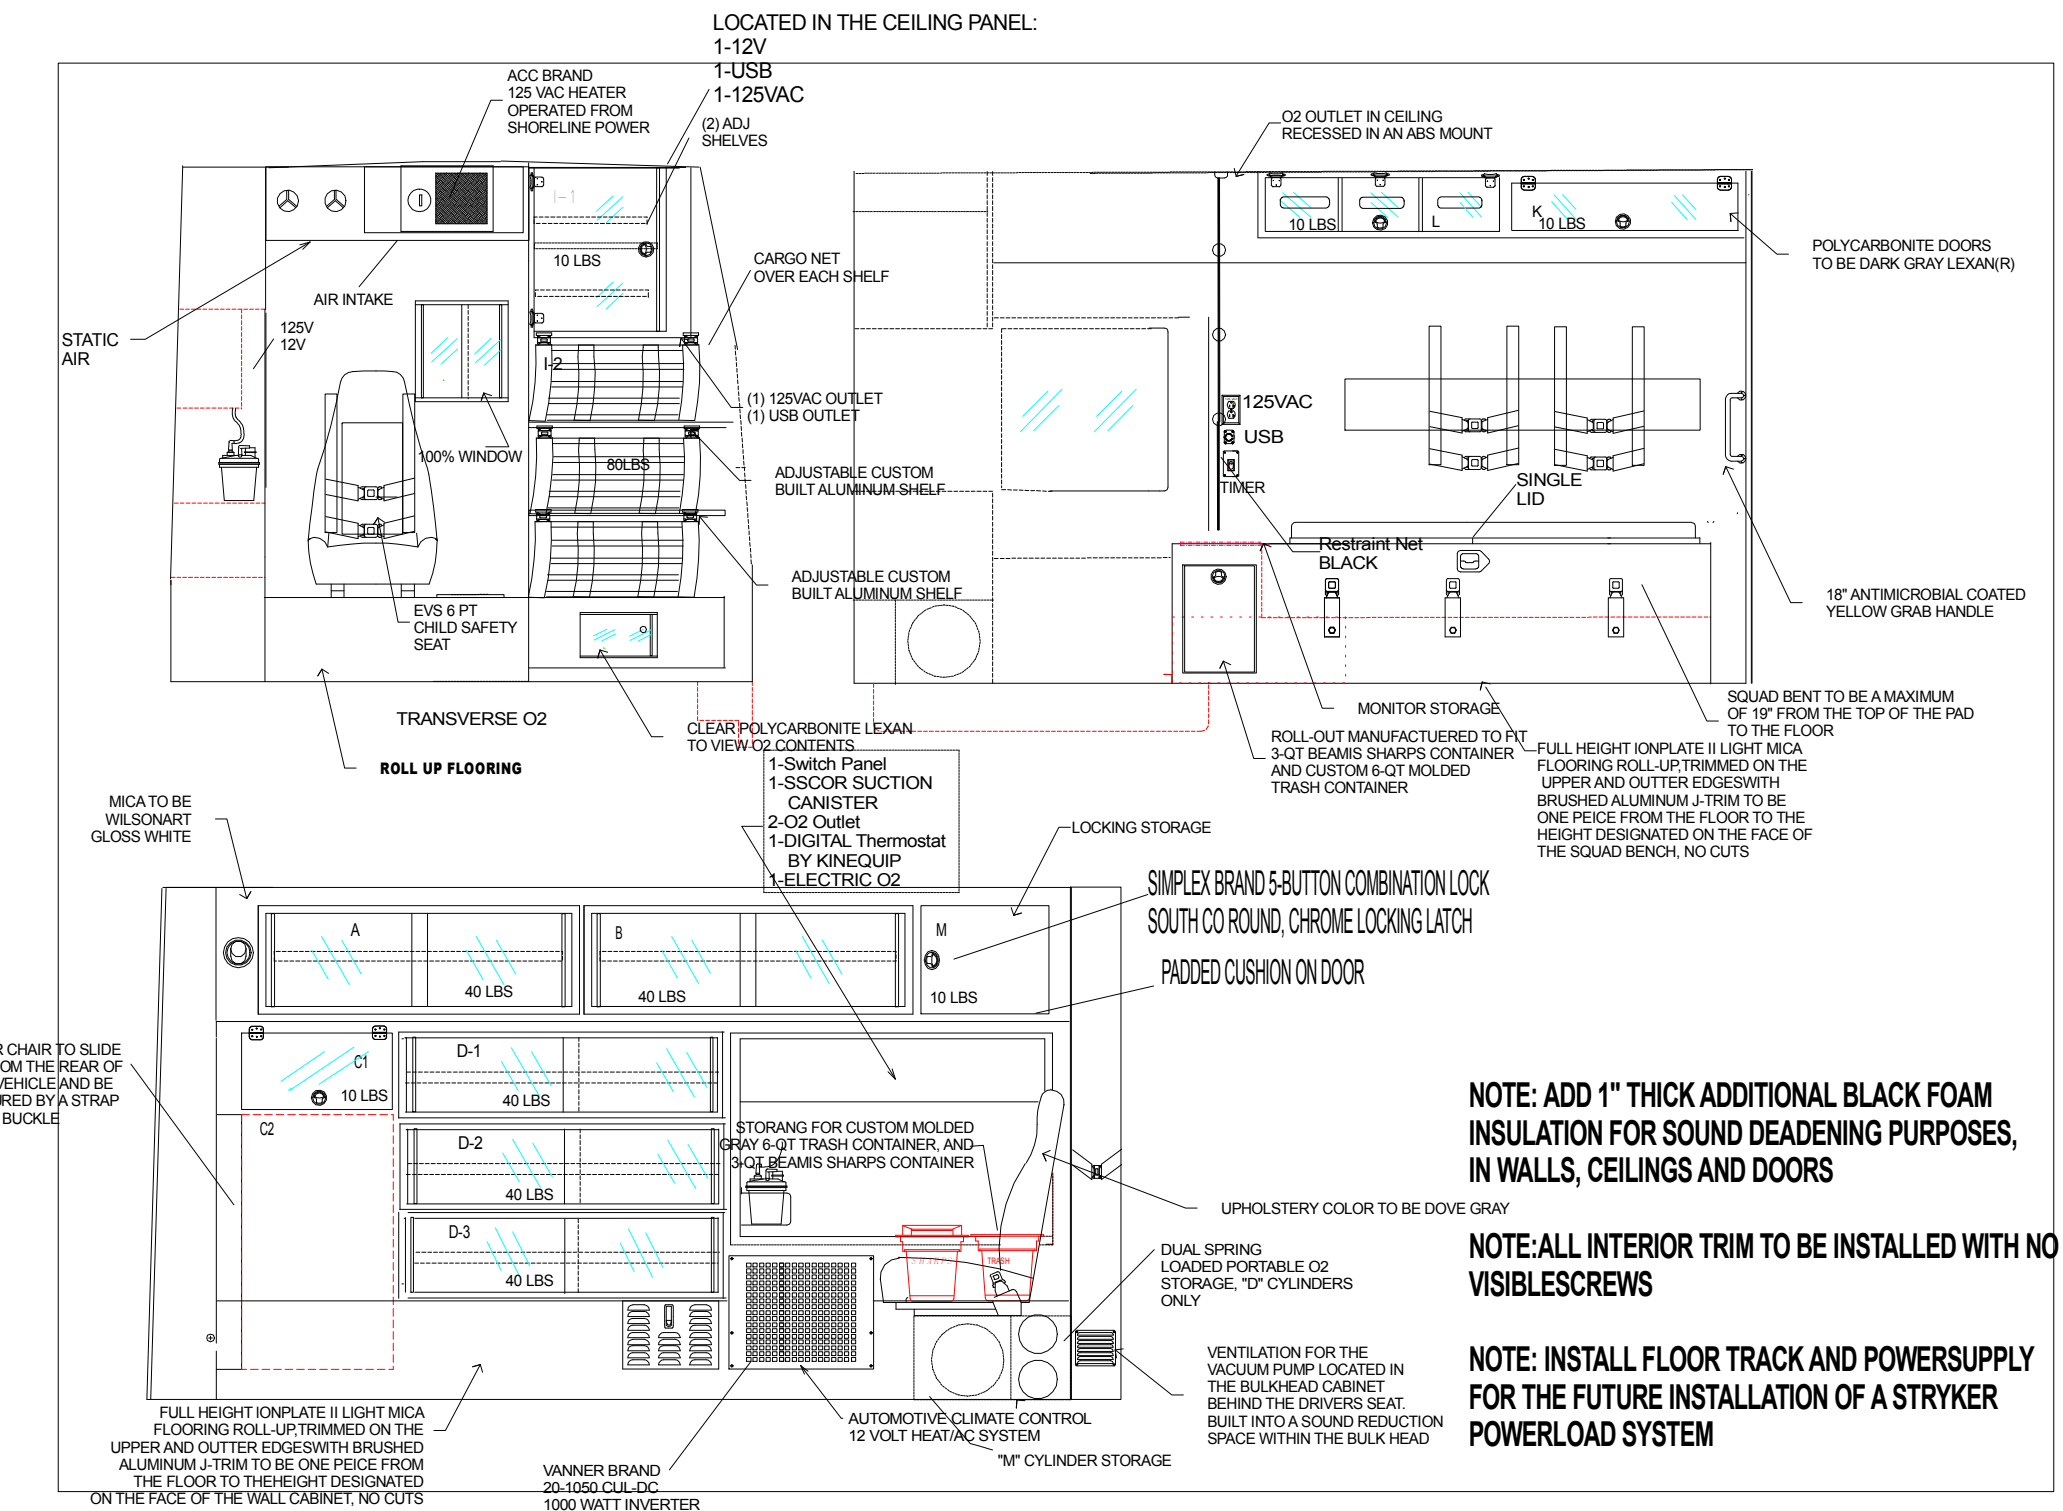 LOCATED IN THE CEILING PANEL:
1-12V
1-USB
1-125VAC
ACC BRAND
125 VAC HEATER
OPERATED FROM
SHORELINE POWER
(2) ADJ
SHELVES
I-1
10 LBS
CARGO NET
OVER EACH SHELF
AIR INTAKE
STATIC
AIR
125V
12V
I-2
(1) 125VAC OUTLET
(1) USB OUTLET
100% WINDOW
80LBS
ADJUSTABLE CUSTOM
BUILT ALUMINUM SHELF
ADJUSTABLE CUSTOM
BUILT ALUMINUM SHELF
EVS 6 PT
CHILD SAFETY
SEAT
TRANSVERSE O2
CLEAR POLYCARBONITE LEXAN
TO VIEW O2 CONTENTS
ROLL UP FLOORING
O2 OUTLET IN CEILING
RECESSED IN AN ABS MOUNT
10 LBS
L
K
10 LBS
POLYCARBONITE DOORS
TO BE DARK GRAY LEXAN(R)
125VAC
USB
TIMER
SINGLE
LID
Restraint Net
BLACK
18" ANTIMICROBIAL COATED
YELLOW GRAB HANDLE
MONITOR STORAGE
SQUAD BENT TO BE A MAXIMUM
OF 19" FROM THE TOP OF THE PAD
TO THE FLOOR
ROLL-OUT MANUFACTUERED TO FIT
3-QT BEAMIS SHARPS CONTAINER
AND CUSTOM 6-QT MOLDED
TRASH CONTAINER
FULL HEIGHT IONPLATE II LIGHT MICA
FLOORING ROLL-UP,TRIMMED ON THE
UPPER AND OUTTER EDGESWITH
BRUSHED ALUMINUM J-TRIM TO BE
ONE PEICE FROM THE FLOOR TO THE
HEIGHT DESIGNATED ON THE FACE OF
THE SQUAD BENCH, NO CUTS
1-Switch Panel
1-SSCOR SUCTION
CANISTER
2-O2 Outlet
1-DIGITAL Thermostat
BY KINEQUIP
1-ELECTRIC O2
MICA TO BE
WILSONART
GLOSS WHITE
LOCKING STORAGE
SIMPLEX BRAND 5-BUTTON COMBINATION LOCK
SOUTH CO ROUND, CHROME LOCKING LATCH
PADDED CUSHION ON DOOR
A
40 LBS
B
40 LBS
M
10 LBS
R CHAIR TO SLIDE
OM THE REAR OF
VEHICLE AND BE
URED BY A STRAP
BUCKLE
C1
10 LBS
C2
D-1
40 LBS
D-2
40 LBS
D-3
40 LBS
STORANG FOR CUSTOM MOLDED
GRAY 6-QT TRASH CONTAINER, AND
3-QT BEAMIS SHARPS CONTAINER
SHARPS
TRASH
UPHOLSTERY COLOR TO BE DOVE GRAY
DUAL SPRING
LOADED PORTABLE O2
STORAGE, "D" CYLINDERS
ONLY
VENTILATION FOR THE
VACUUM PUMP LOCATED IN
THE BULKHEAD CABINET
BEHIND THE DRIVERS SEAT.
BUILT INTO A SOUND REDUCTION
SPACE WITHIN THE BULK HEAD
FULL HEIGHT IONPLATE II LIGHT MICA
FLOORING ROLL-UP,TRIMMED ON THE
UPPER AND OUTTER EDGESWITH BRUSHED
ALUMINUM J-TRIM TO BE ONE PEICE FROM
THE FLOOR TO THEHEIGHT DESIGNATED
ON THE FACE OF THE WALL CABINET, NO CUTS
VANNER BRAND
20-1050 CUL-DC
1000 WATT INVERTER
AUTOMOTIVE CLIMATE CONTROL
12 VOLT HEAT/AC SYSTEM
"M" CYLINDER STORAGE
NOTE: ADD 1" THICK ADDITIONAL BLACK FOAM
INSULATION FOR SOUND DEADENING PURPOSES,
IN WALLS, CEILINGS AND DOORS
NOTE:ALL INTERIOR TRIM TO BE INSTALLED WITH NO
VISIBLESCREWS
NOTE: INSTALL FLOOR TRACK AND POWERSUPPLY
FOR THE FUTURE INSTALLATION OF A STRYKER
POWERLOAD SYSTEM